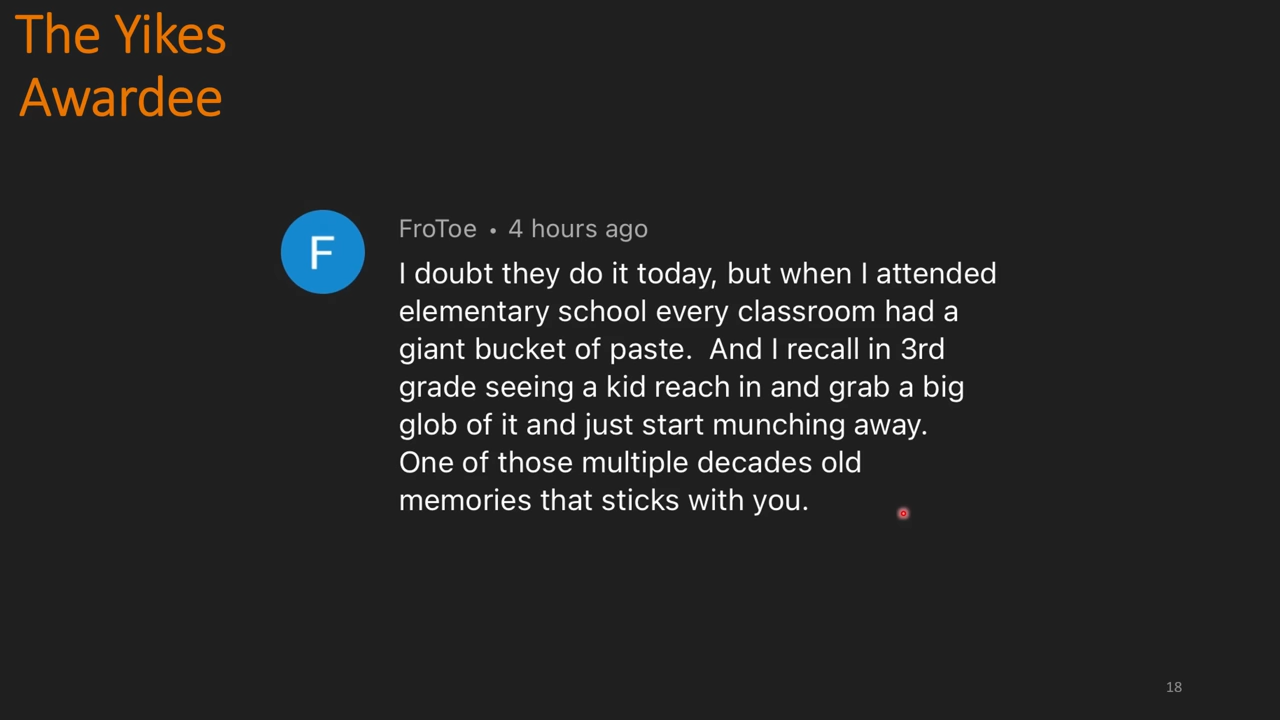 The Yikes
Awardee
F
FroToe • 4 hours ago
I doubt they do it today, but when I attended
elementary school every classroom had a
giant bucket of paste.  And I recall in 3rd
grade seeing a kid reach in and grab a big
glob of it and just start munching away.
One of those multiple decades old
memories that sticks with you.
18